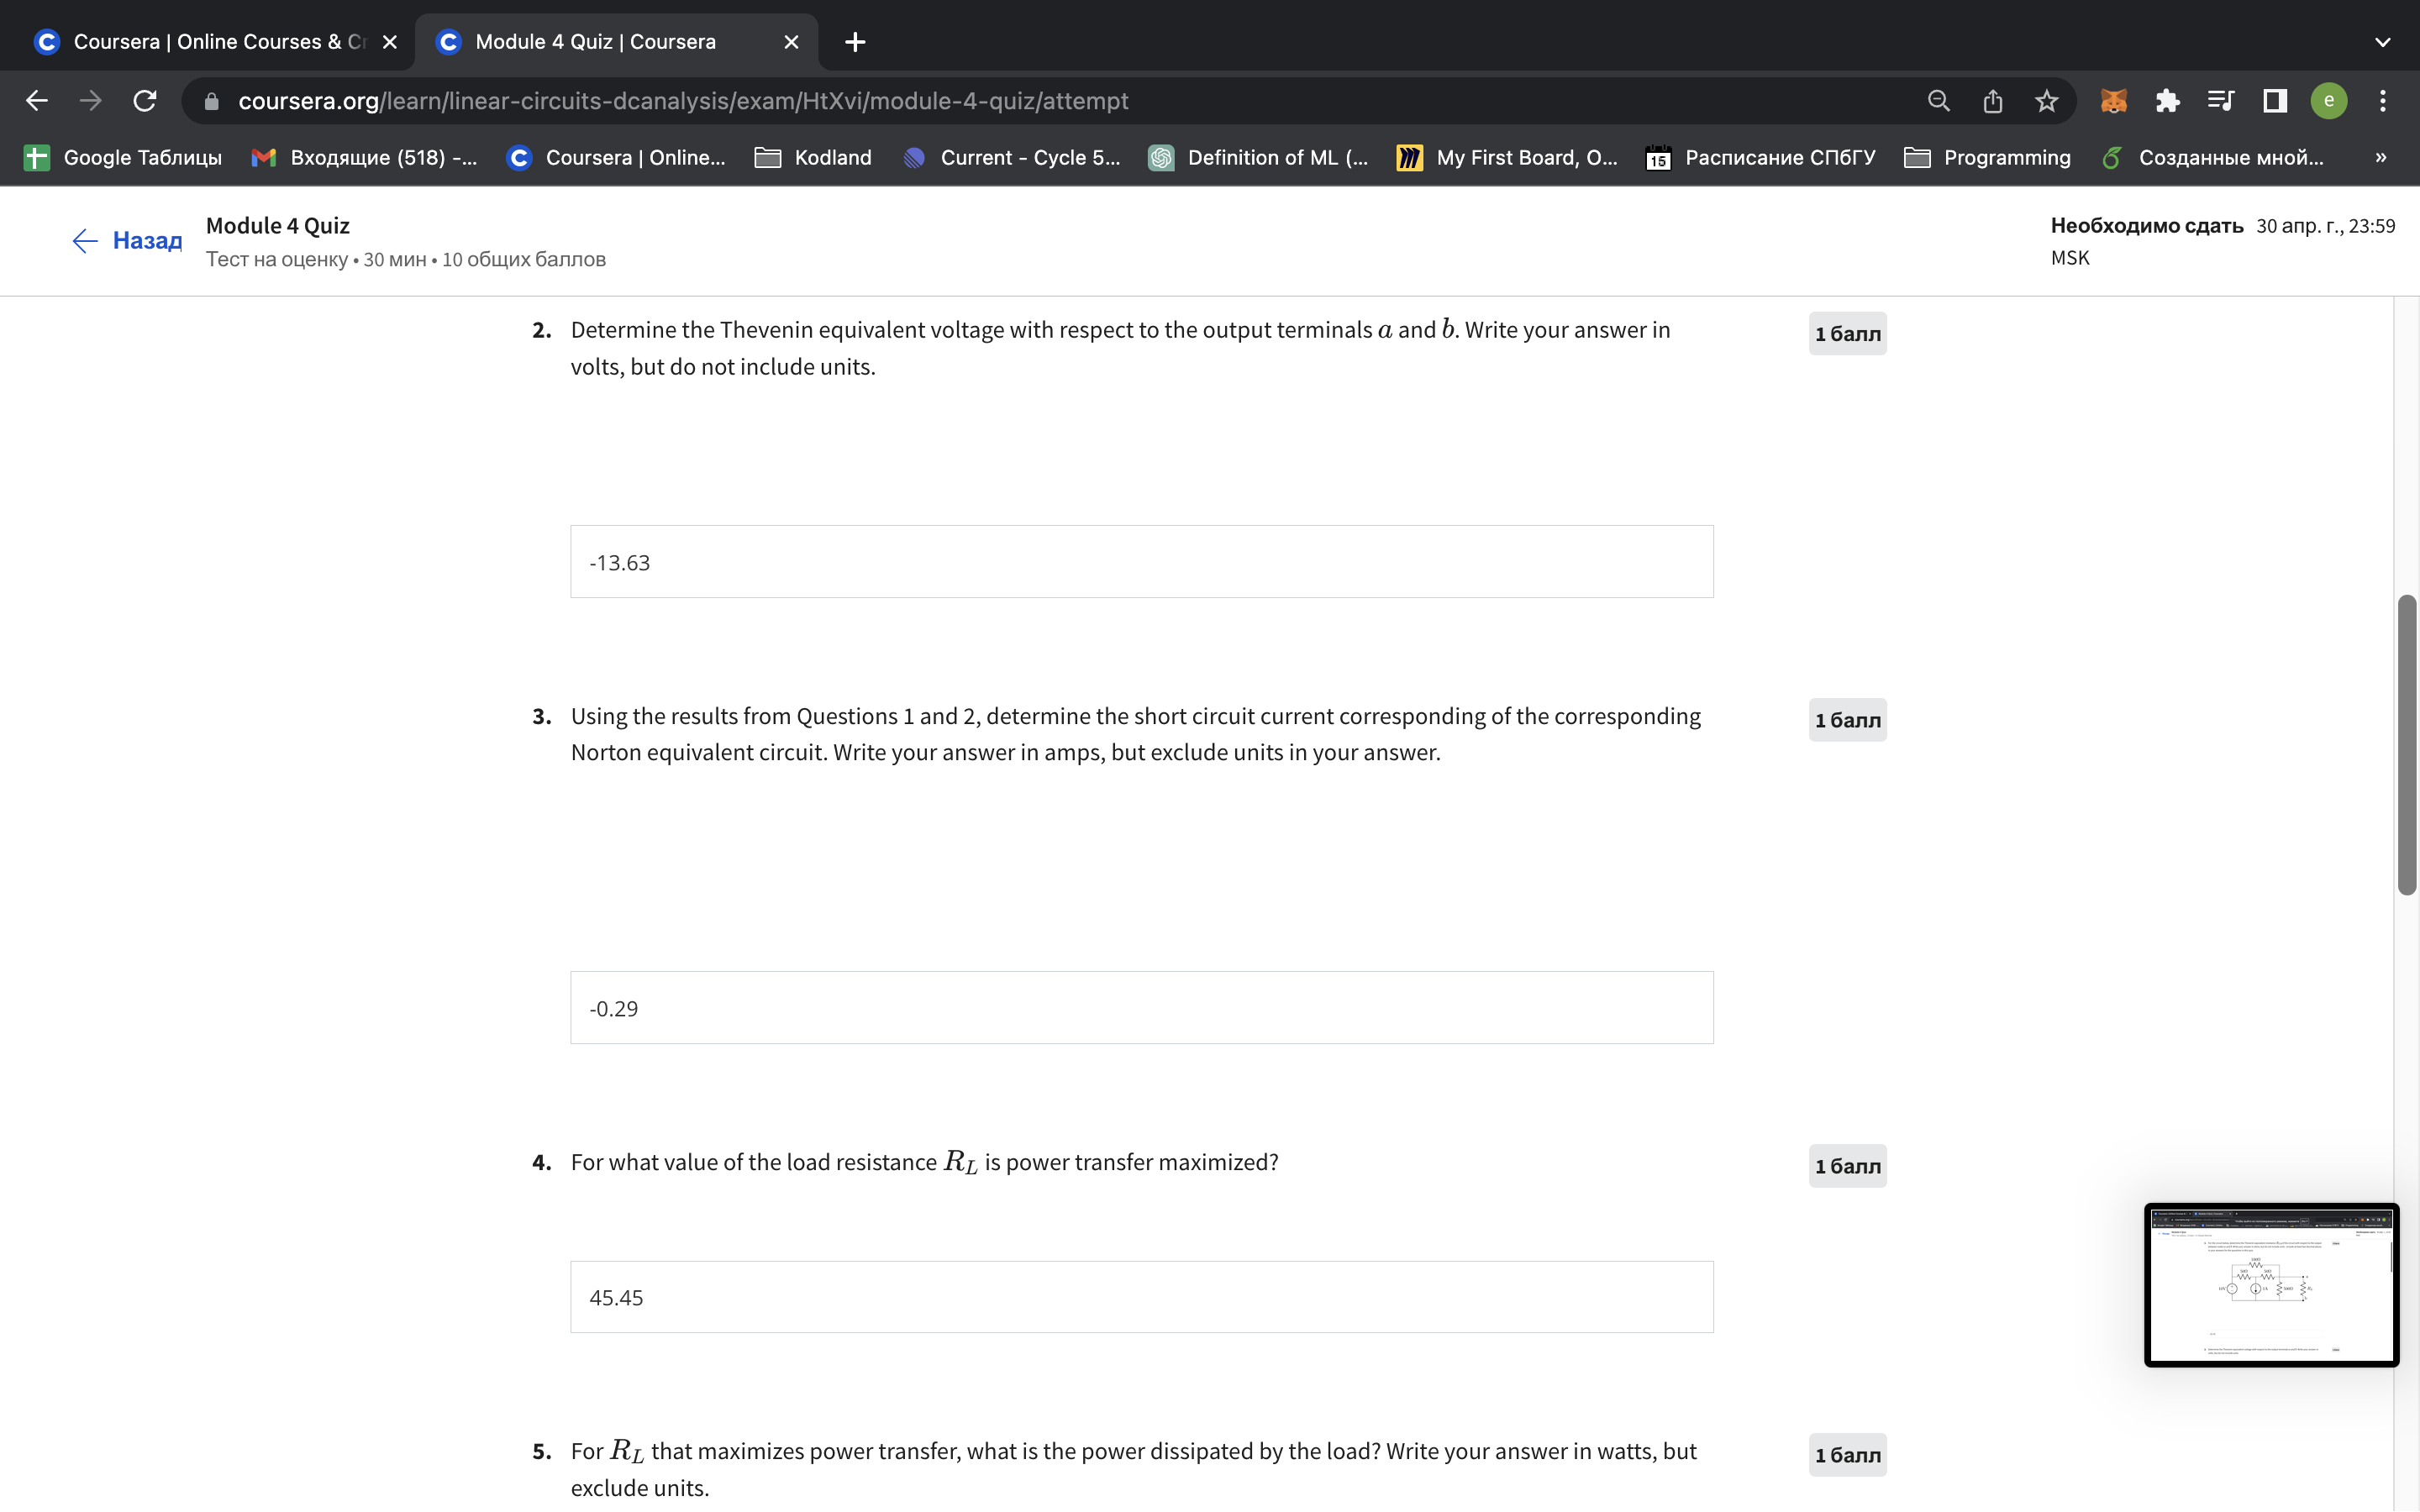 Coursera | Online Courses & Cr
Module 4 Quiz | Coursera
coursera.org/learn/linear-circuits-dcanalysis/exam/HtXvi/module-4-quiz/attempt
e
Google Таблицы
Входящие (518) -...
Coursera | Online...
Kodland
Current - Cycle 5...
Definition of ML (...
My First Board, O...
15
Расписание СПбГУ
Programming
Созданные мной...
»
Назад
Module 4 Quiz
Тест на оценку • 30 мин • 10 общих баллов
Необходимо сдать 30 апр. г., 23:59
MSK
2. Determine the Thevenin equivalent voltage with respect to the output terminals a and b. Write your answer in
volts, but do not include units.
1 балл
-13.63
3. Using the results from Questions 1 and 2, determine the short circuit current corresponding of the corresponding
Norton equivalent circuit. Write your answer in amps, but exclude units in your answer.
1 балл
-0.29
4. For what value of the load resistance R_L is power transfer maximized?
1 балл
45.45
5. For R_L that maximizes power transfer, what is the power dissipated by the load? Write your answer in watts, but
exclude units.
1 балл